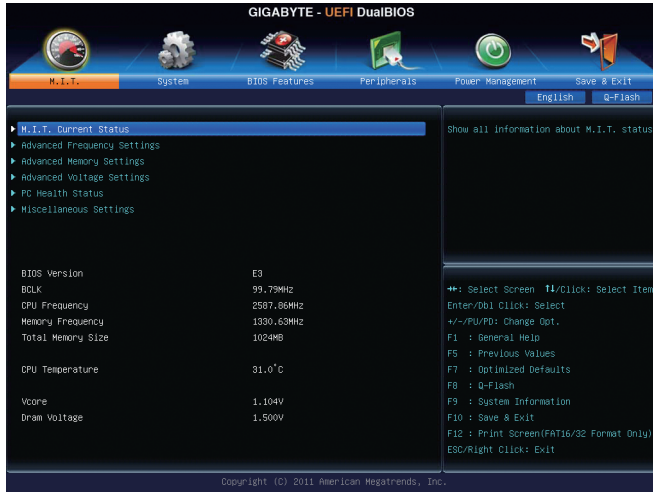 GIGABYTE - UEFI DualBIOS
M.I.T. System BIOS Features Peripherals Power Management Save & Exit
English Q-Flash
M.I.T. Current Status
Advanced Frequency Settings
Advanced Memory Settings
Advanced Voltage Settings
PC Health Status
Miscellaneous Settings
Show all information about M.I.T. status
BIOS Version E3
BCLK 99.79MHz
CPU Frequency 2587.86MHz
Memory Frequency 1330.63MHz
Total Memory Size 1024MB
CPU Temperature 31.0°C
Vcore 1.104V
Dram Voltage 1.500V
→←: Select Screen ↑↓/Click: Select Item
Enter/Dbl Click: Select
+/-/PU/PD: Change Opt.
F1 : General Help
F5 : Previous Values
F7 : Optimized Defaults
F8 : Q-Flash
F9 : System Information
F10 : Save & Exit
F12 : Print Screen(FAT16/32 Format Only)
ESC/Right Click: Exit
Copyright (C) 2011 American Megatrends, Inc.